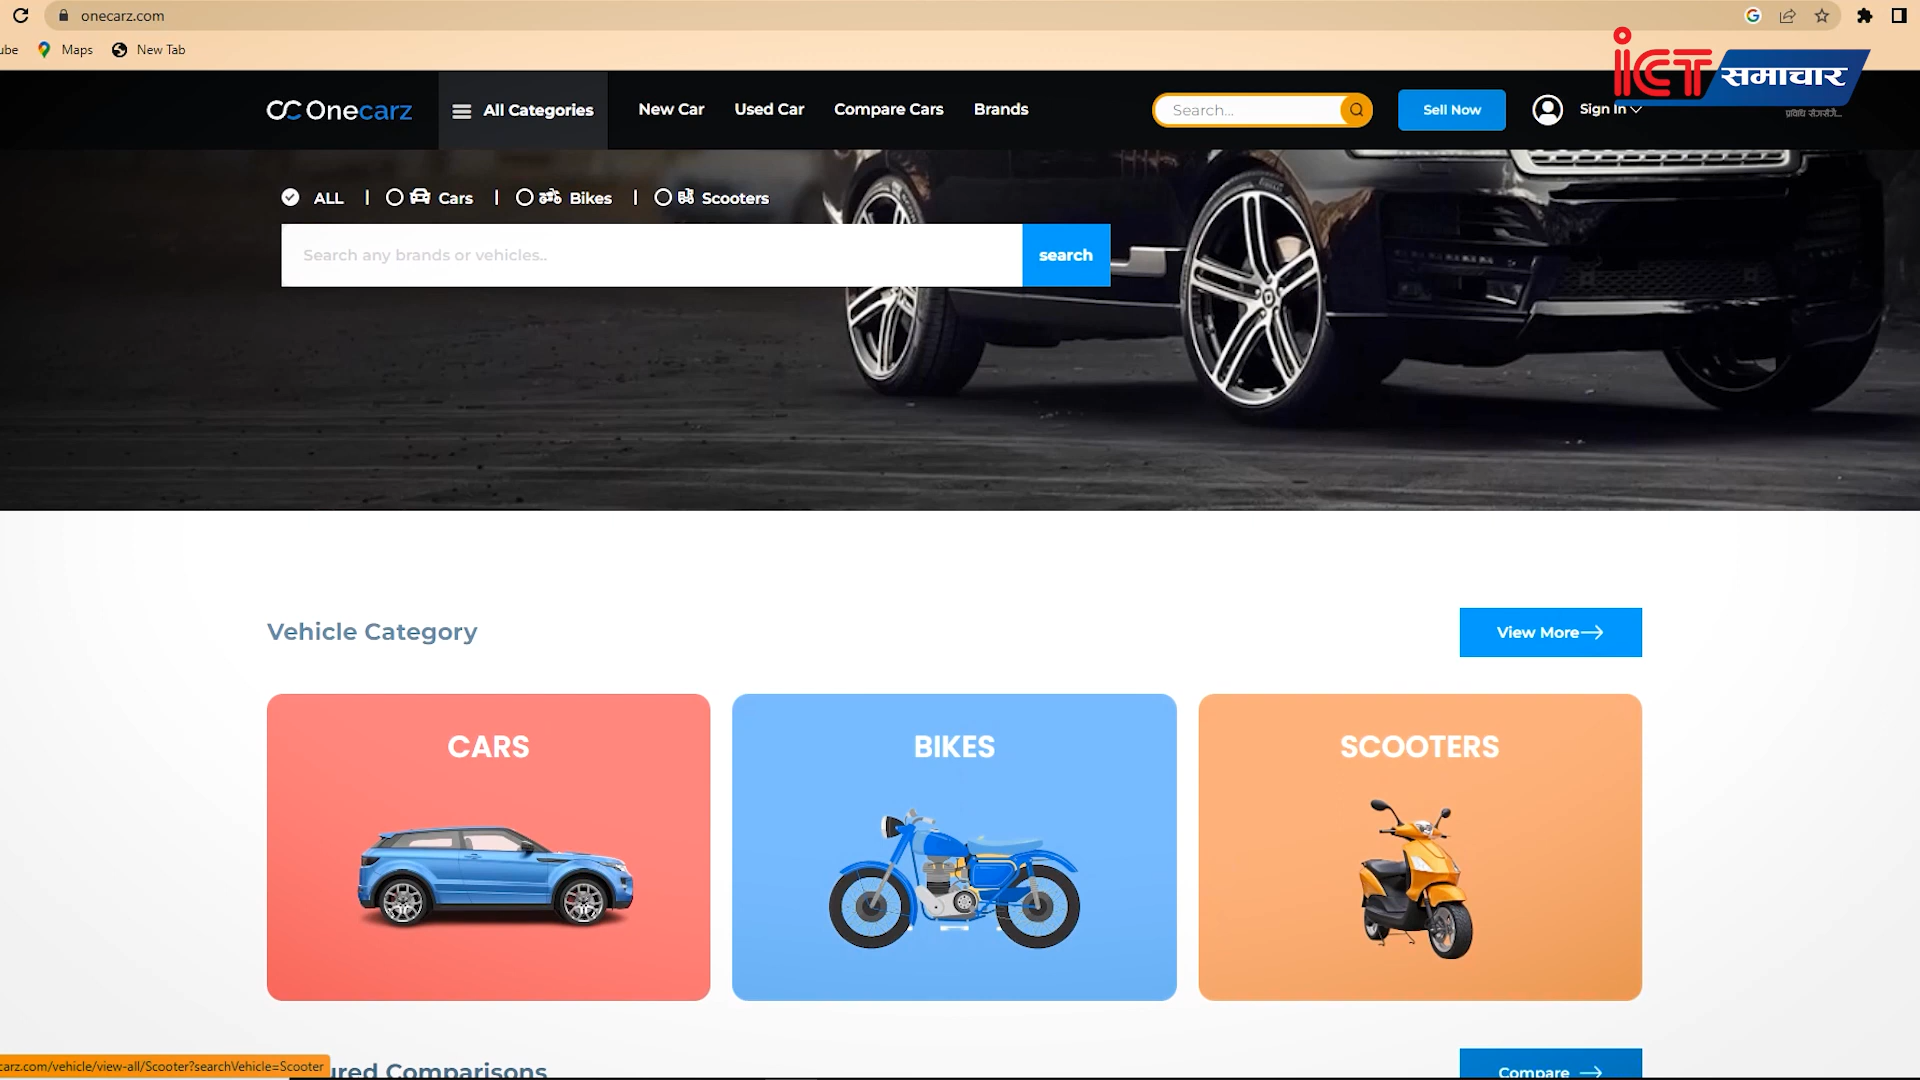 onecarz.com
ube Maps New Tab
iCT समाचार
Onecarz All Categories New Car Used Car Compare Cars Brands Search... Sell Now Sign In
ALL | Cars | Bikes | Scooters
Search any brands or vehicles.. search
Vehicle Category View More
CARS BIKES SCOOTERS
carz.com/vehicle/view-all/Scooter?searchVehicle=Scooter
ured Comparisons Compare